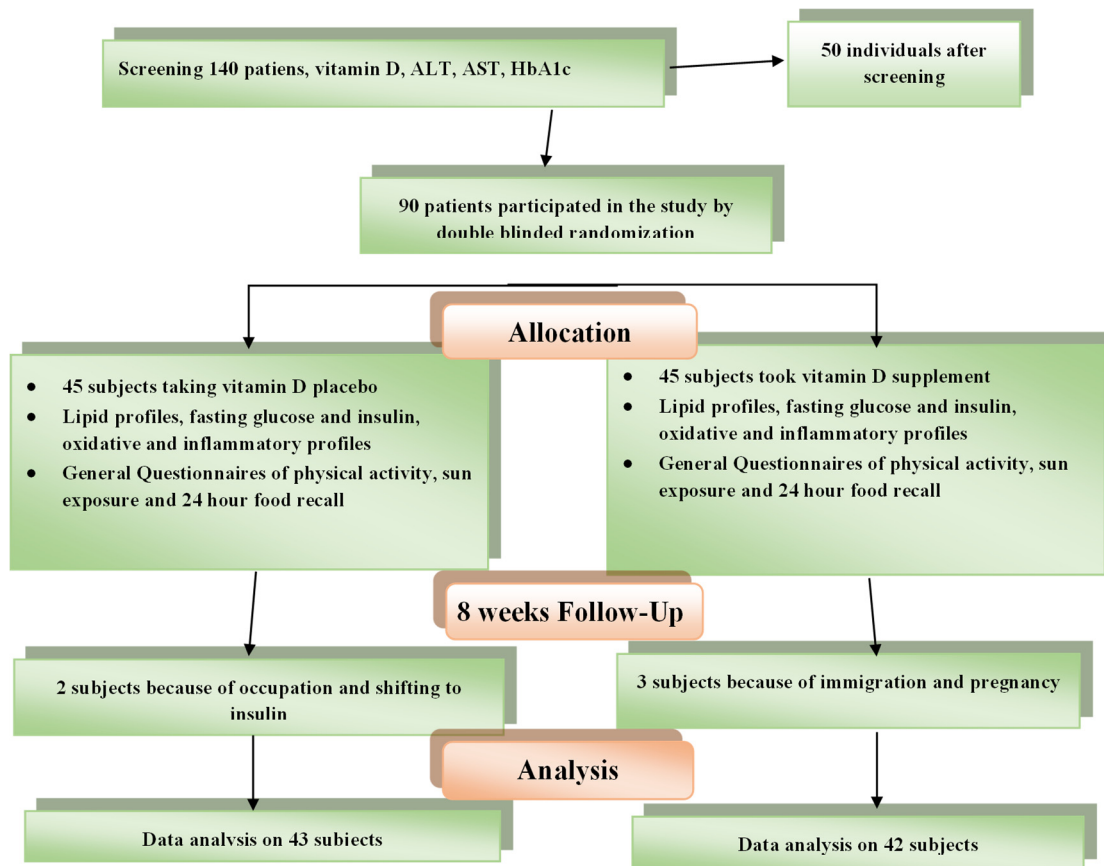 Screening 140 patiens, vitamin D, ALT, AST, HbA1c
50 individuals after
screening
90 patients participated in the study by
double blinded randomization
Allocation
• 45 subjects taking vitamin D placebo
• Lipid profiles, fasting glucose and insulin,
oxidative and inflammatory profiles
• General Questionnaires of physical activity, sun
exposure and 24 hour food recall
• 45 subjects took vitamin D supplement
• Lipid profiles, fasting glucose and insulin,
oxidative and inflammatory profiles
• General Questionnaires of physical activity, sun
exposure and 24 hour food recall
8 weeks Follow-Up
2 subjects because of occupation and shifting to
insulin
3 subjects because of immigration and pregnancy
Analysis
Data analysis on 43 subjects
Data analysis on 42 subjects